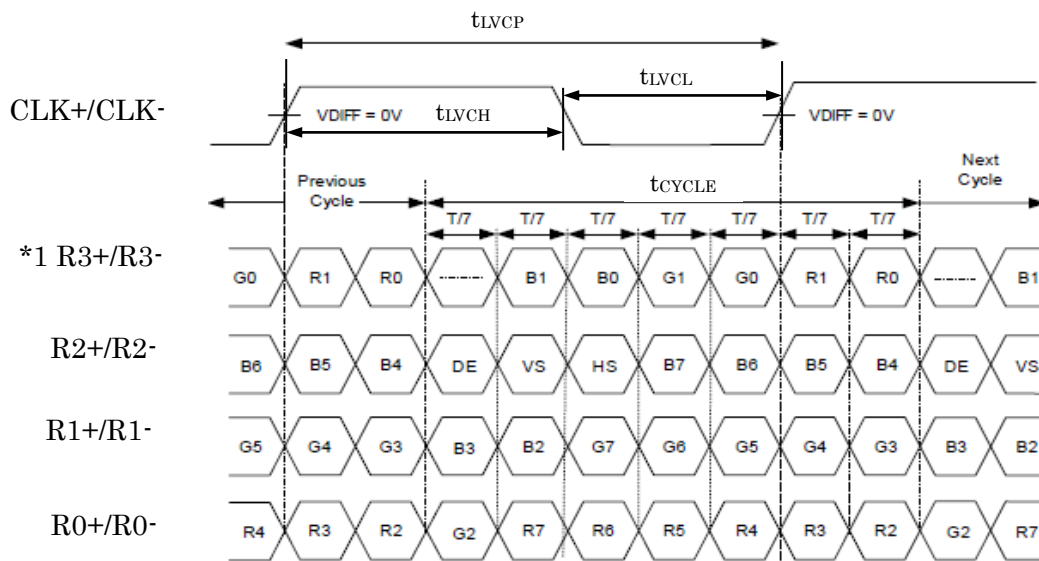 tLVCP
CLK+/CLK-
VDIFF = 0V
tLVCH
tLVCL
VDIFF = 0V
Previous
Cycle
tCYCLE
Next
Cycle
T/7 T/7 T/7 T/7 T/7 T/7 T/7
*1 R3+/R3- G0 R1 R0 B1 B0 G1 G0 R1 R0 B1
R2+/R2- B6 B5 B4 DE VS HS B7 B6 B5 B4 DE VS
R1+/R1- G5 G4 G3 B3 B2 G7 G6 G5 G4 G3 B3 B2
R0+/R0- R4 R3 R2 G2 R7 R6 R5 R4 R3 R2 G2 R7